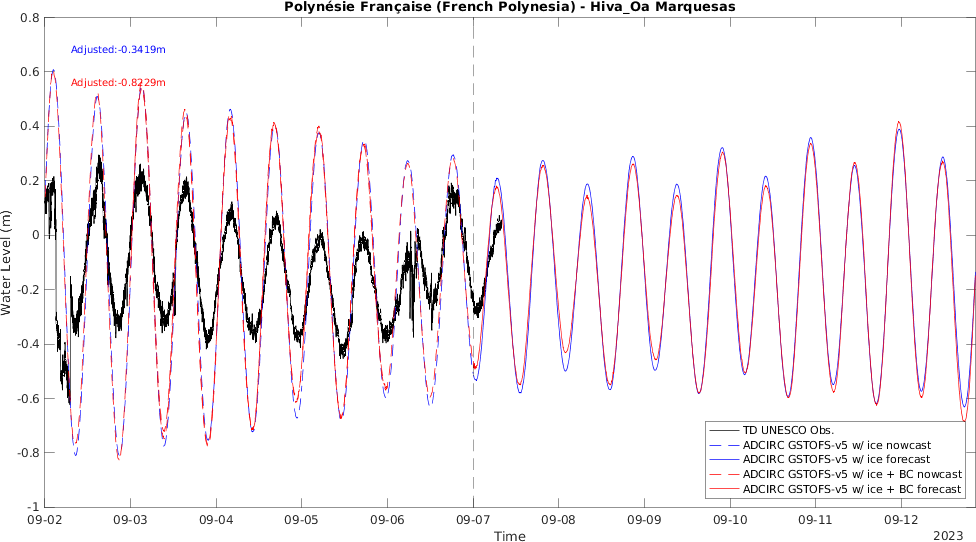 Polynésie Française (French Polynesia) - Hiva_Oa Marquesas
Adjusted:-0.3419m
Adjusted:-0.8229m
Water Level (m)
0.8
0.6
0.4
0.2
0
-0.2
-0.4
-0.6
-0.8
-1
TD UNESCO Obs.
ADCIRC GSTOFS-v5 w/ ice nowcast
ADCIRC GSTOFS-v5 w/ ice forecast
ADCIRC GSTOFS-v5 w/ ice + BC nowcast
ADCIRC GSTOFS-v5 w/ ice + BC forecast
09-02 09-03 09-04 09-05 09-06 09-07 09-08 09-09 09-10 09-11 09-12
Time
2023